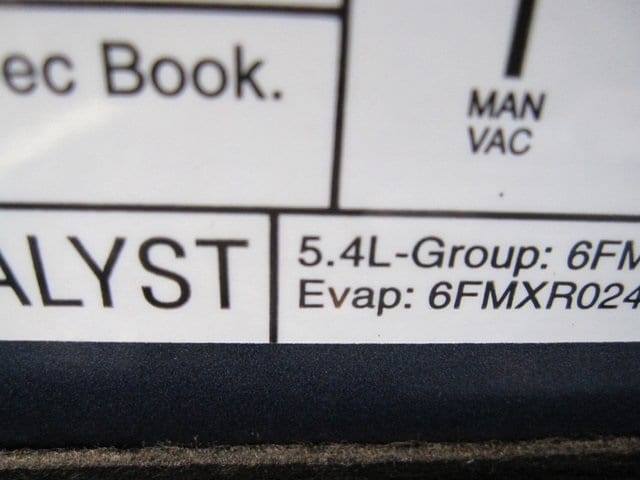 ec Book.
MAN
VAC
ALYST
5.4L-Group: 6FM
Evap: 6FMXR024